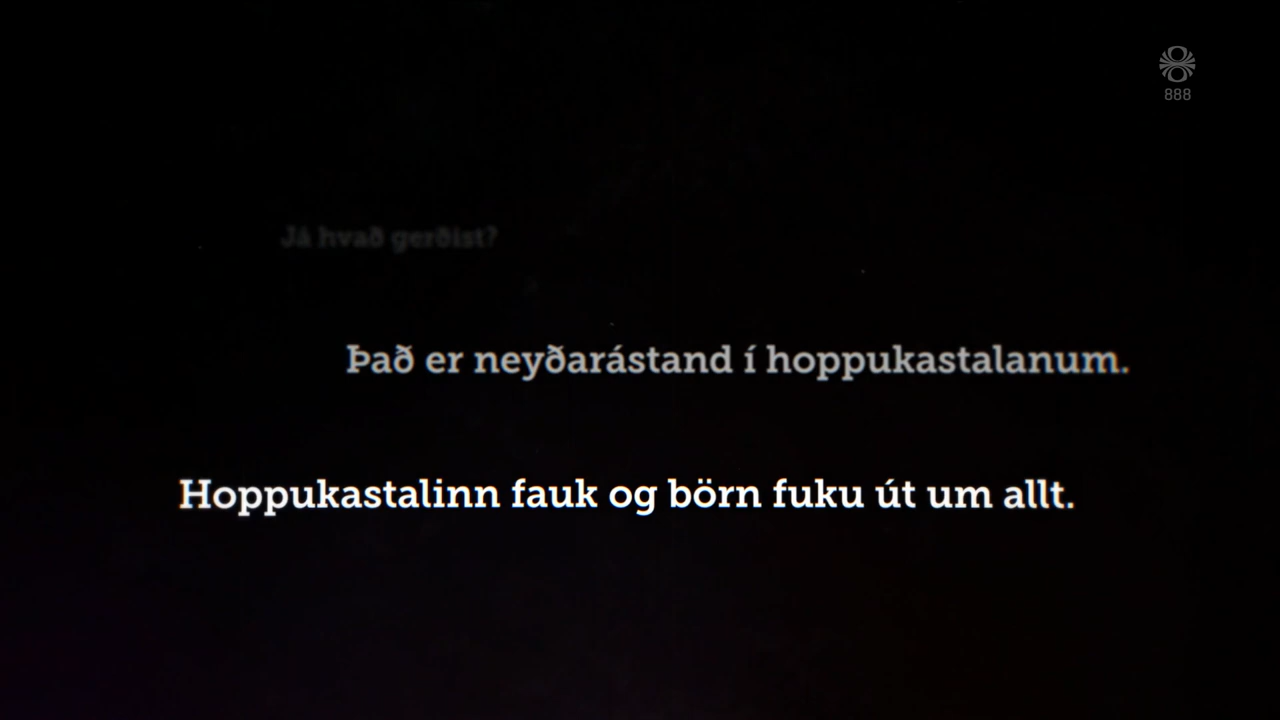 888
Já hvað gerðist?
Það er neyðarástand í hoppukastalanum.
Hoppukastalinn fauk og börn fuku út um allt.